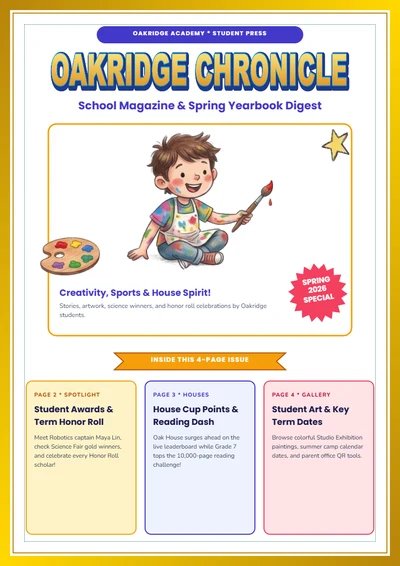 OAKRIDGE ACADEMY * STUDENT PRESS
OAKRIDGE CHRONICLE
School Magazine & Spring Yearbook Digest
Creativity, Sports & House Spirit!
Stories, artwork, science winners, and honor roll celebrations by Oakridge
students.
SPRING
2026
SPECIAL
INSIDE THIS 4-PAGE ISSUE
PAGE 2 * SPOTLIGHT
Student Awards &
Term Honor Roll
Meet Robotics captain Maya Lin,
check Science Fair gold winners,
and celebrate every Honor Roll
scholar!
PAGE 3 * HOUSES
House Cup Points &
Reading Dash
Oak House surges ahead on the
live leaderboard while Grade 7
tops the 10,000-page reading
challenge!
PAGE 4 * GALLERY
Student Art & Key
Term Dates
Browse colorful Studio Exhibition
paintings, summer camp calendar
dates, and parent office QR tools.